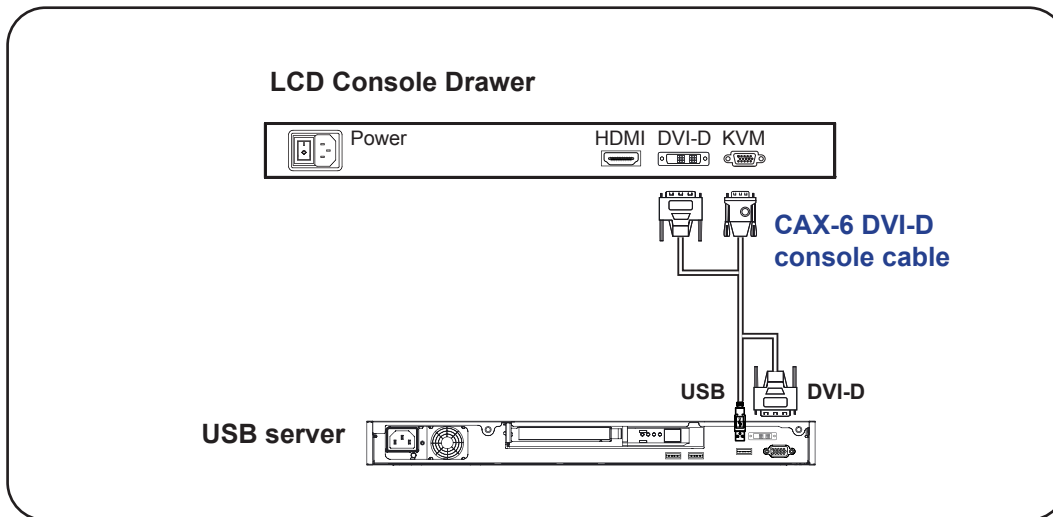 LCD Console Drawer
Power
HDMI DVI-D KVM
CAX-6 DVI-D
console cable
USB
DVI-D
USB server